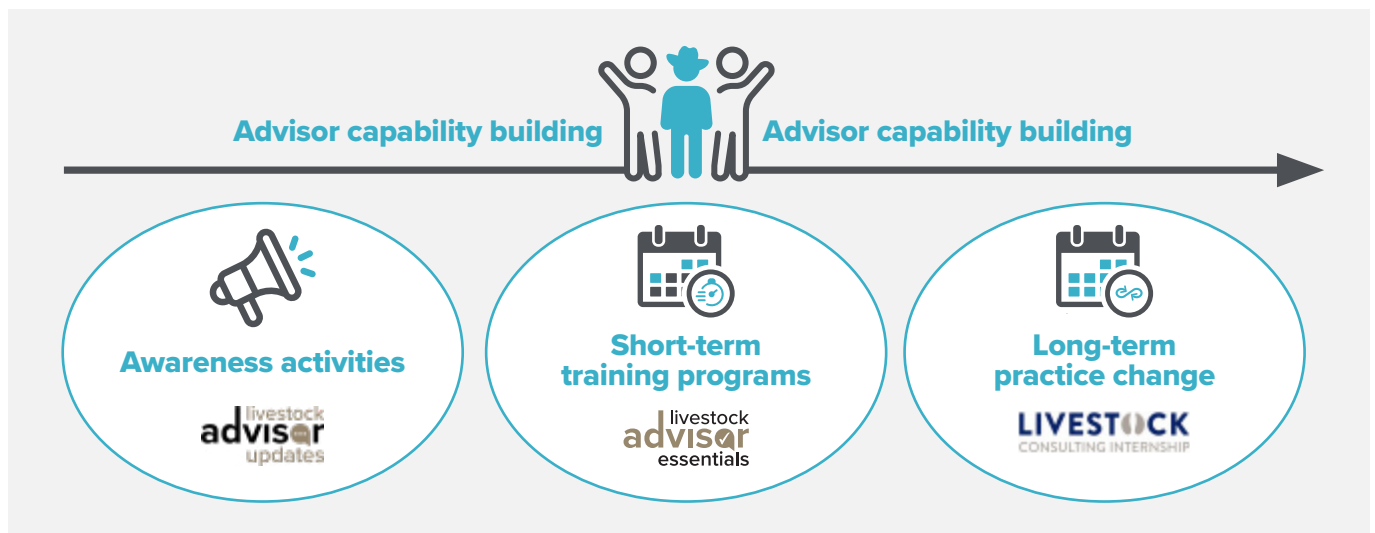 Advisor capability building
Advisor capability building
Awareness activities
livestock
advisor
updates
Short-term
training programs
livestock
advisor
essentials
Long-term
practice change
LIVESTOCK
CONSULTING INTERNSHIP